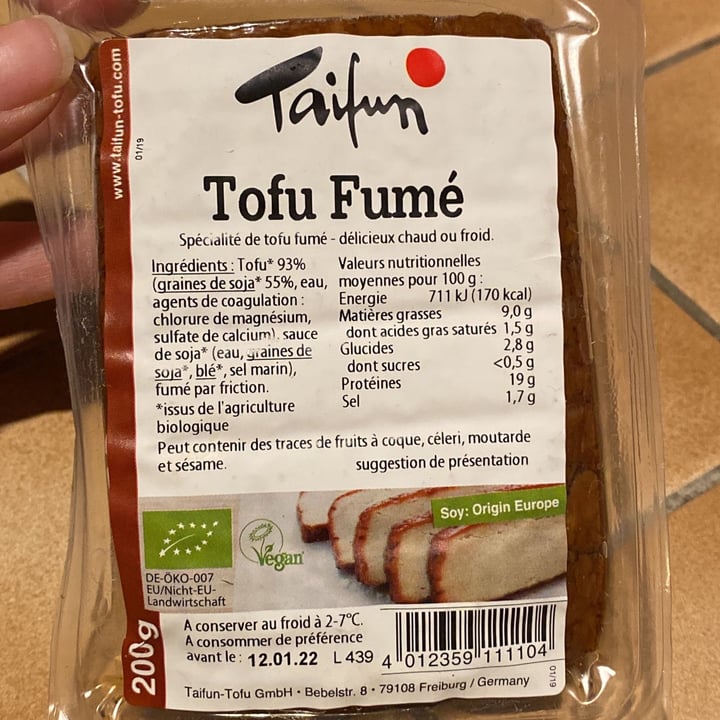 www.taifun-tofu.com
01/19
Taifun
Tofu Fumé
Spécialité de tofu fumé - délicieux chaud ou froid.
Ingrédients : Tofu* 93%
(graines de soja* 55%, eau,
agents de coagulation :
chlorure de magnésium,
sulfate de calcium), sauce
de soja* (eau, graines de
soja*, blé*, sel marin),
fumé par friction.
*issus de l'agriculture
biologique
Valeurs nutritionnelles
moyennes pour 100 g :
Energie 711 kJ (170 kcal)
Matières grasses 9,0 g
dont acides gras saturés 1,5 g
Glucides 2,8 g
dont sucres <0,5 g
Protéines 19 g
Sel 1,7 g
Peut contenir des traces de fruits à coque, céleri, moutarde
et sésame.
suggestion de présentation
Soy: Origin Europe
Vegan
DE-ÖKO-007
EU/Nicht-EU-
Landwirtschaft
200g
A conserver au froid à 2-7°C.
A consommer de préférence
avant le : 12.01.22 L 439
4 012359 111104
01/19
Taifun-Tofu GmbH • Bebelstr. 8 • 79108 Freiburg / Germany